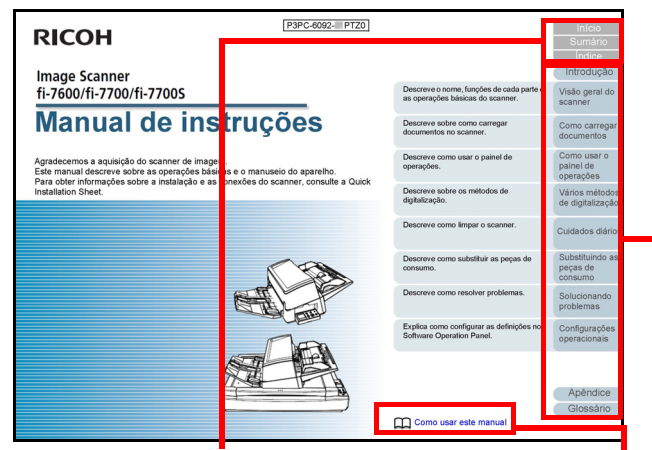 P3PC-6092- PTZ0
RICOH
Início
Sumário
Índice
Image Scanner
fi-7600/fi-7700/fi-7700S
Manual de instruções
Agradecemos a aquisição do scanner de imagem.
Este manual descreve sobre as operações básicas e o manuseio do aparelho.
Para obter informações sobre a instalação e as conexões do scanner, consulte a Quick
Installation Sheet.
Introdução
Descreve o nome, funções de cada parte e
as operações básicas do scanner.
Visão geral do
scanner
Descreve sobre como carregar
documentos no scanner.
Como carregar
documentos
Descreve como usar o painel de
operações.
Como usar o
painel de
operações
Descreve sobre os métodos de
digitalização.
Vários métodos
de digitalização
Descreve como limpar o scanner.
Cuidados diários
Descreve como substituir as peças de
consumo.
Substituindo as
peças de
consumo
Descreve como resolver problemas.
Solucionando
problemas
Explica como configurar as definições no
Software Operation Panel.
Configurações
operacionais
Apêndice
Glossário
Como usar este manual